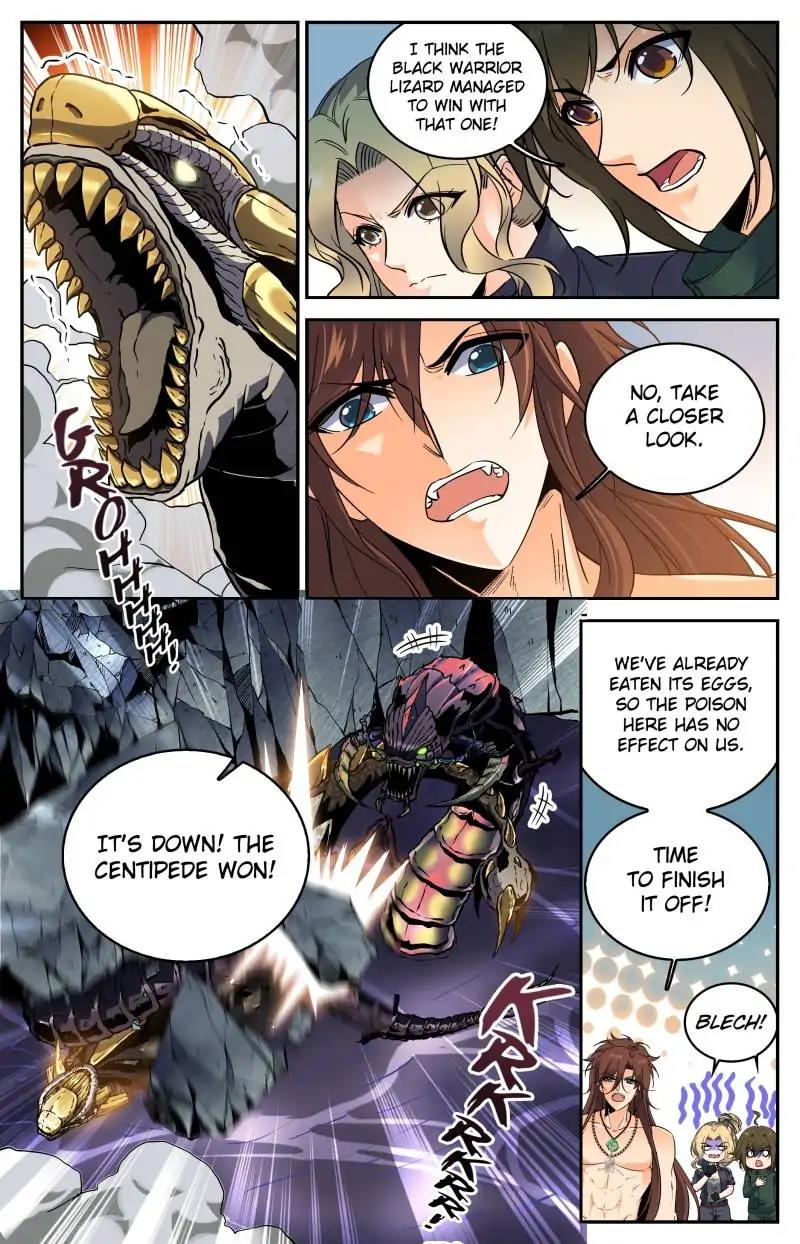 I THINK THE
BLACK WARRIOR
LIZARD MANAGED
TO WIN WITH
THAT ONE!
GROHHHHH!
NO, TAKE
A CLOSER
LOOK.
IT'S DOWN! THE
CENTIPEDE WON!
KRKRKRR!
WE'VE ALREADY
EATEN ITS EGGS,
SO THE POISON
HERE HAS NO
EFFECT ON US.
TIME
TO FINISH
IT OFF!
BLECH!